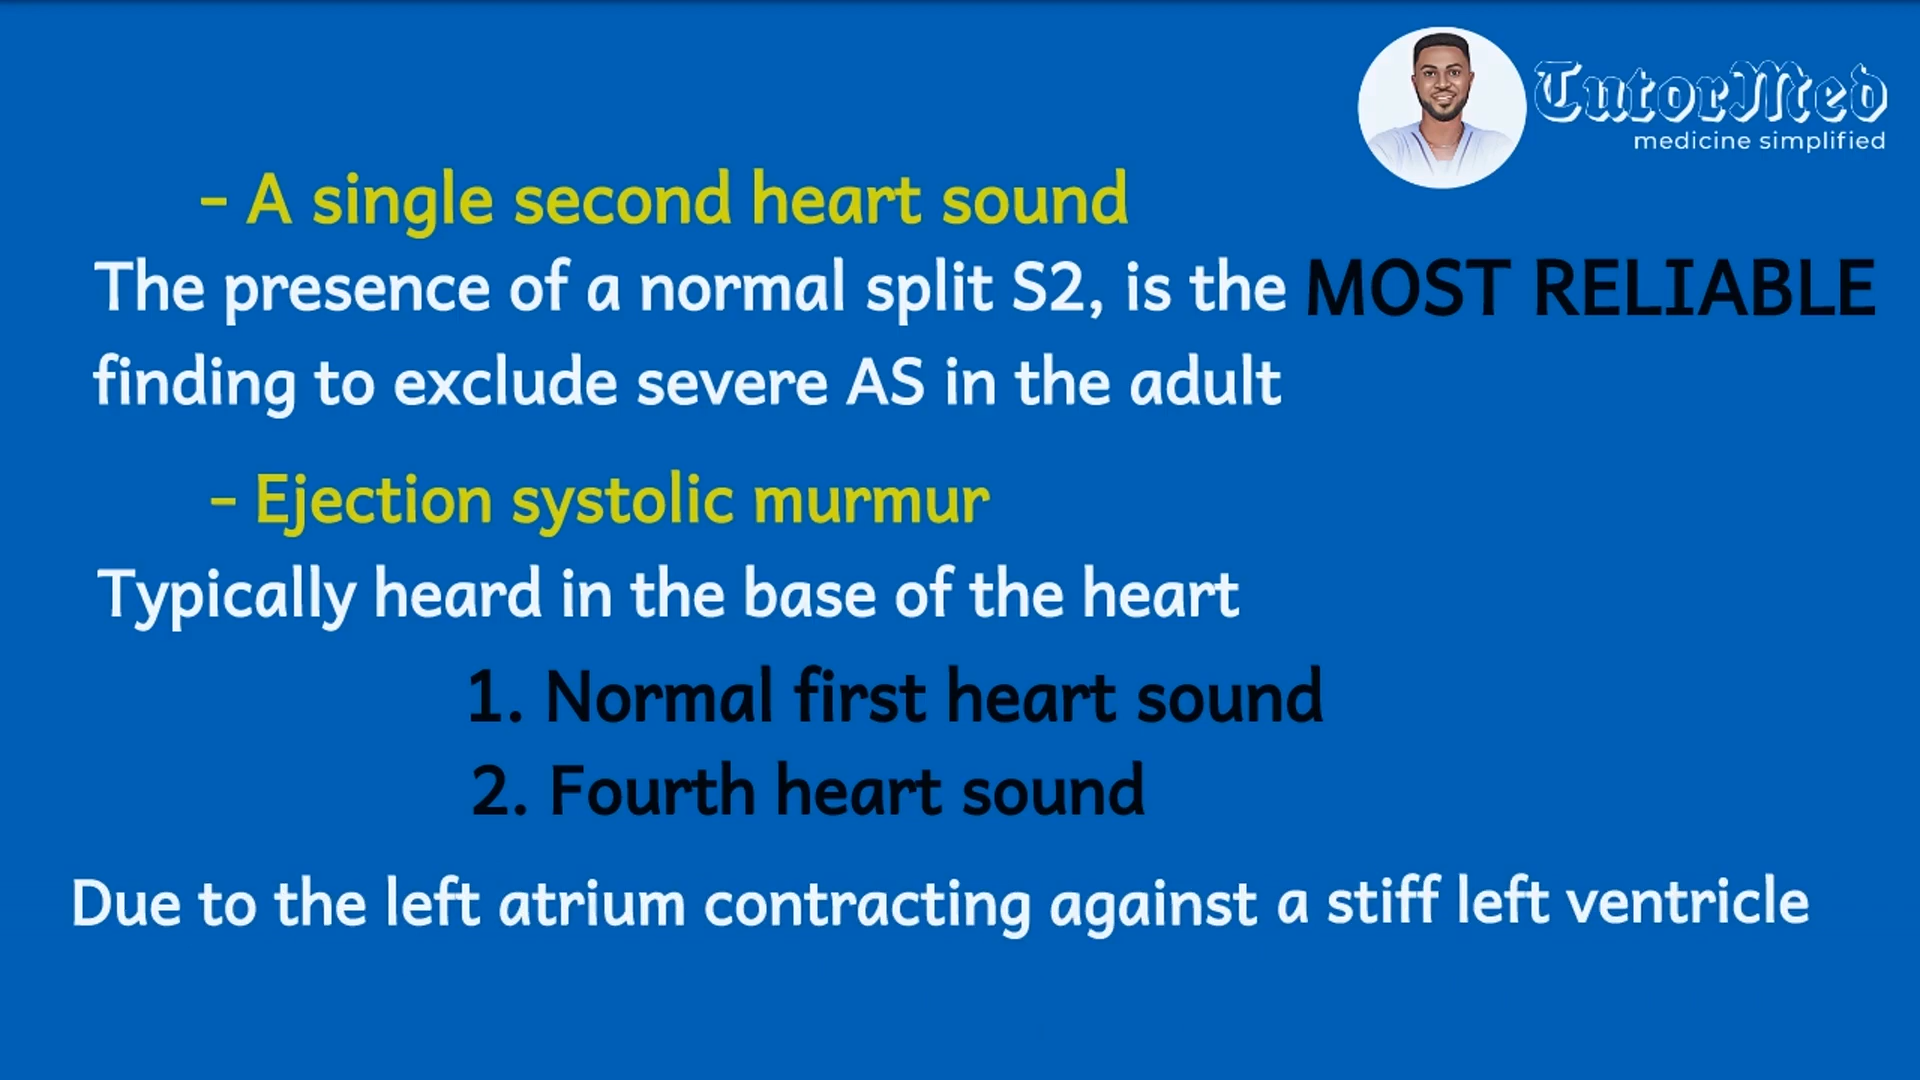 TutorMed
medicine simplified
- A single second heart sound
The presence of a normal split S2, is the MOST RELIABLE
finding to exclude severe AS in the adult
- Ejection systolic murmur
Typically heard in the base of the heart
1. Normal first heart sound
2. Fourth heart sound
Due to the left atrium contracting against a stiff left ventricle